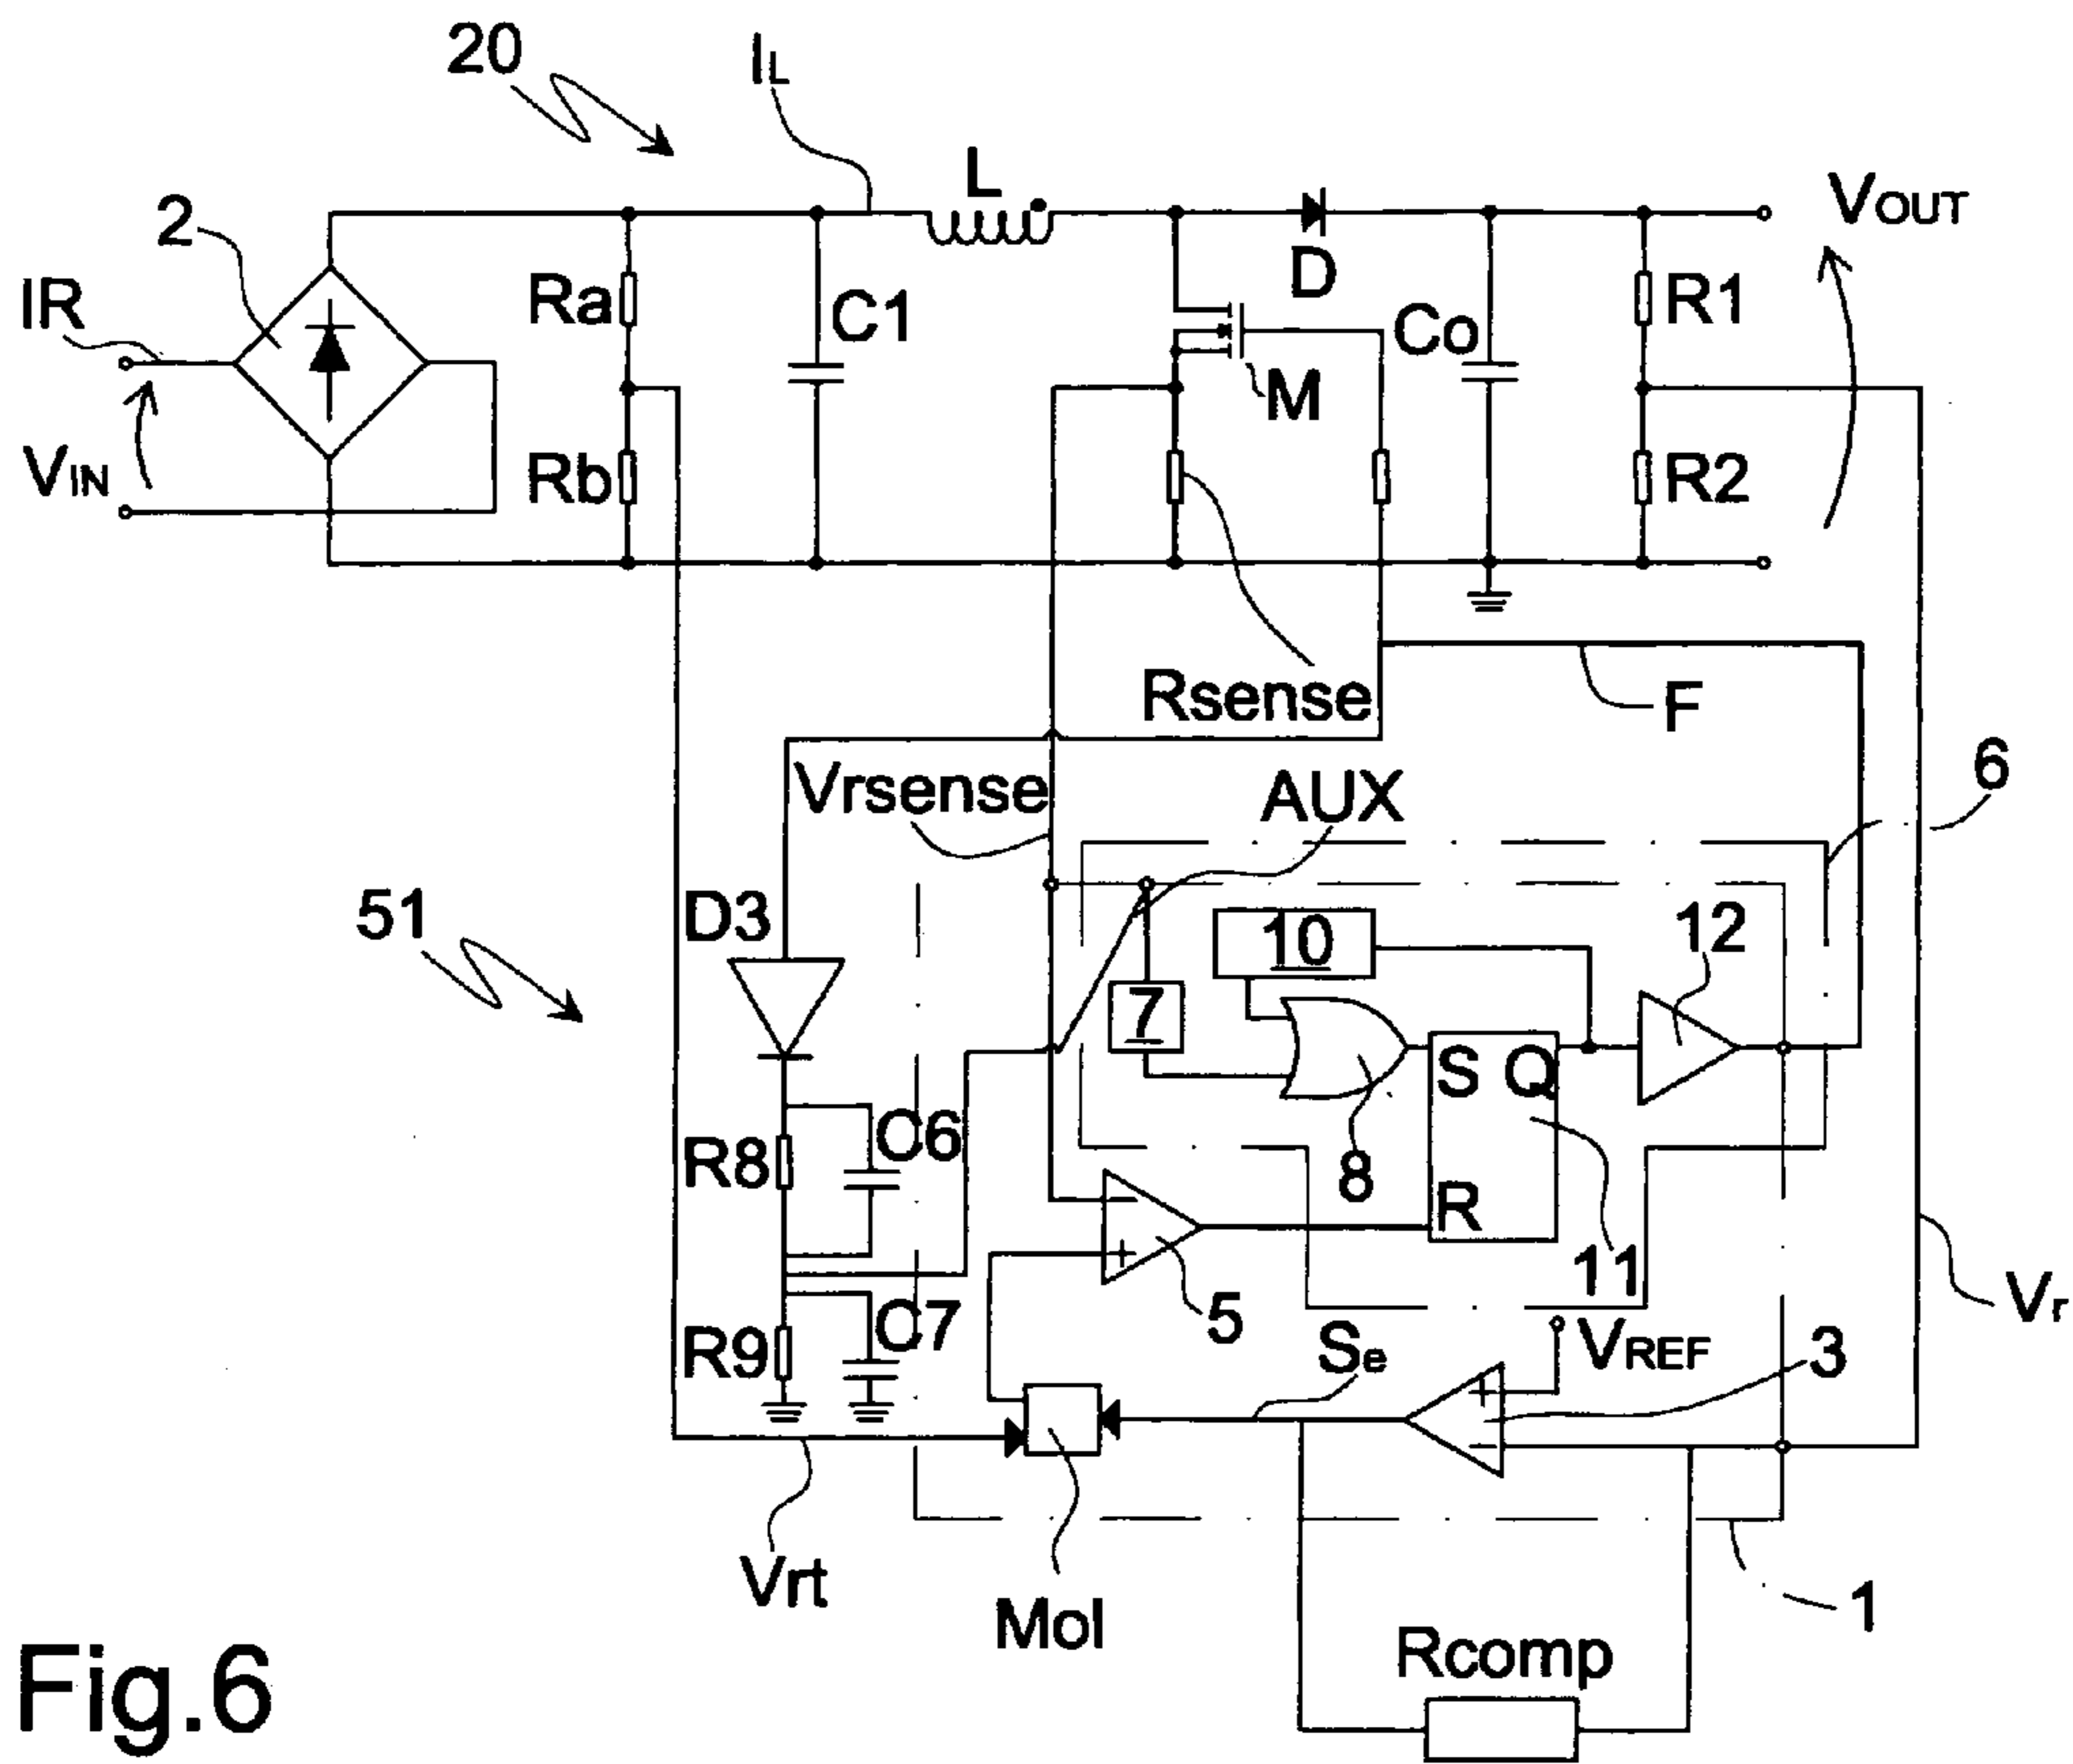 20
IL
L
2
VOUT
IR
Ra
C1
D
Co
R1
M
VIN
Rb
R2
Rsense
F
6
Vrsense
AUX
51
D3
10
12
7
S Q
C6
R8
8
R
11
5
Vr
C7
R9
Se
VREF
3
Vrt
Mol
1
Rcomp
Fig.6